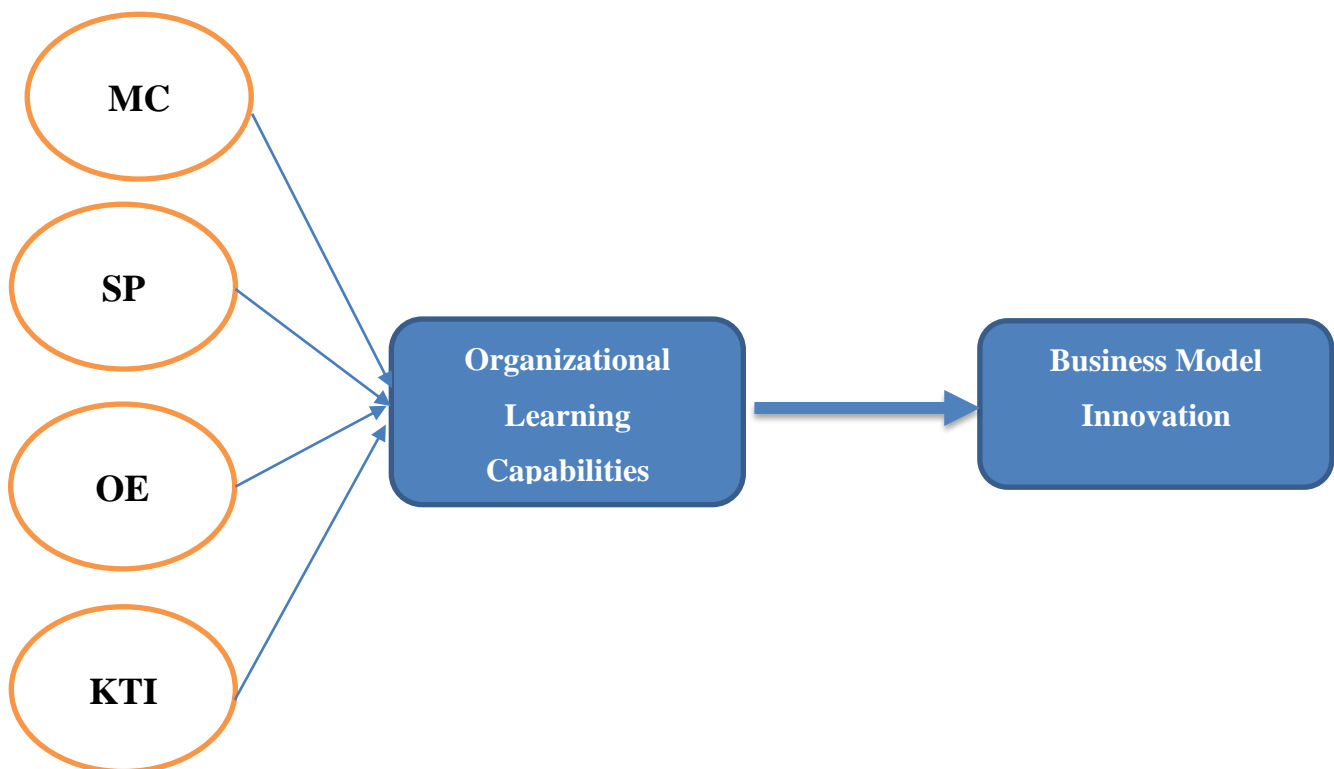 MC
SP
OE
KTI
Organizational
Learning
Capabilities
Business Model
Innovation